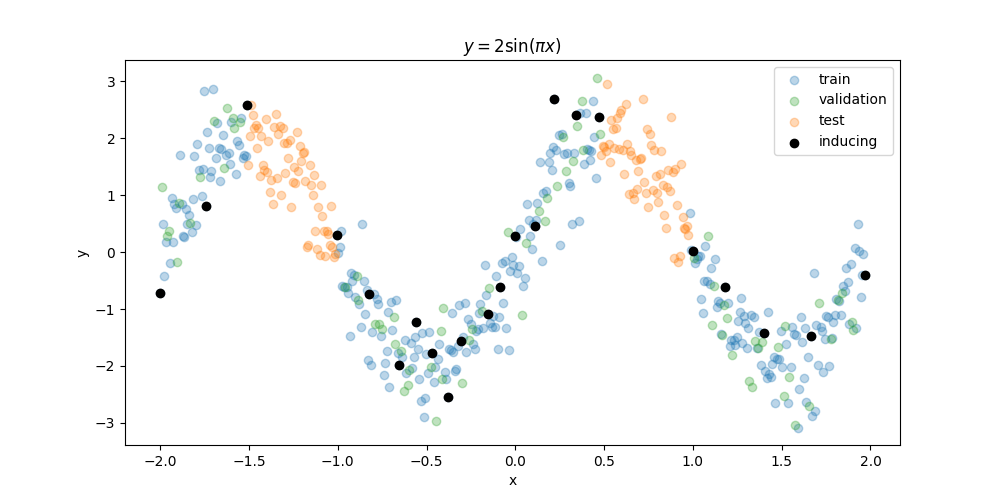 y = 2sin(πx)
train
validation
test
inducing
3
2
1
0
−1
−2
−3
y
−2.0 −1.5 −1.0 −0.5 0.0 0.5 1.0 1.5 2.0
x